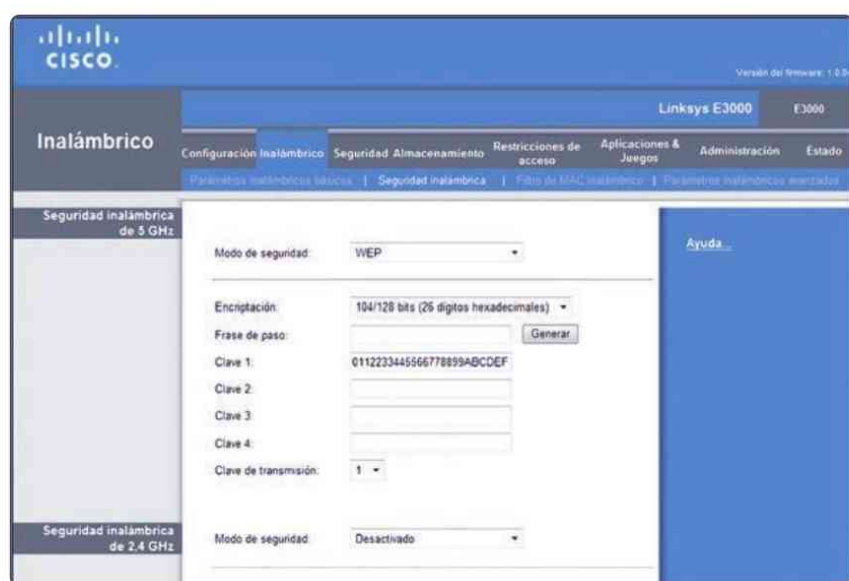 CISCO.
Versión del firmware: 1.0.0
Linksys E3000 E3000
Inalámbrico
Configuración Inalámbrico Seguridad Almacenamiento Restricciones de acceso Aplicaciones & Juegos Administración Estado
Parámetros inalámbricos básicos | Seguridad inalámbrica | Filtro de MAC inalámbrico | Parámetros inalámbricos avanzados
Seguridad inalámbrica de 5 GHz
Modo de seguridad: WEP
Ayuda...
Encriptación: 104/128 bits (26 dígitos hexadecimales)
Frase de paso: Generar
Clave 1: 0112233445566778899ABCDEF
Clave 2:
Clave 3:
Clave 4:
Clave de transmisión: 1
Seguridad inalámbrica de 2,4 GHz
Modo de seguridad: Desactivado